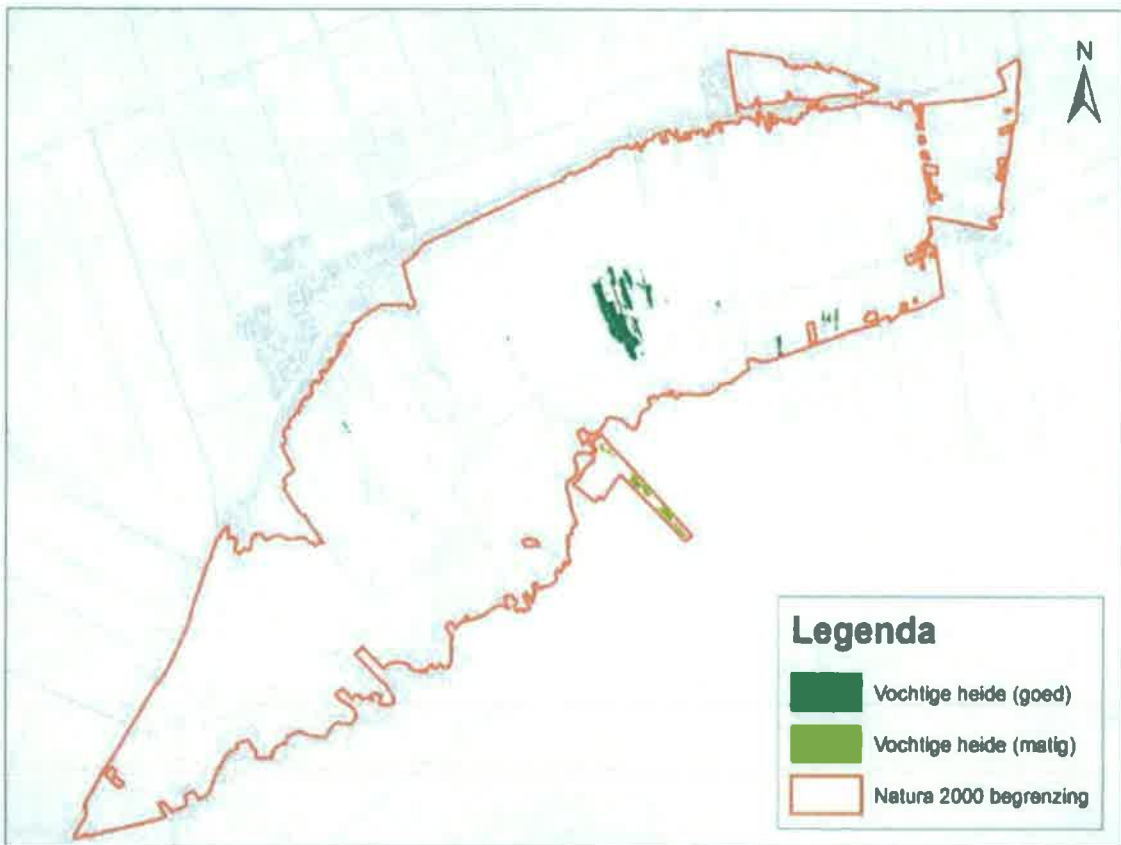 N
Legenda
Vochtige heide (goed)
Vochtige heide (matig)
Natura 2000 begrenzing